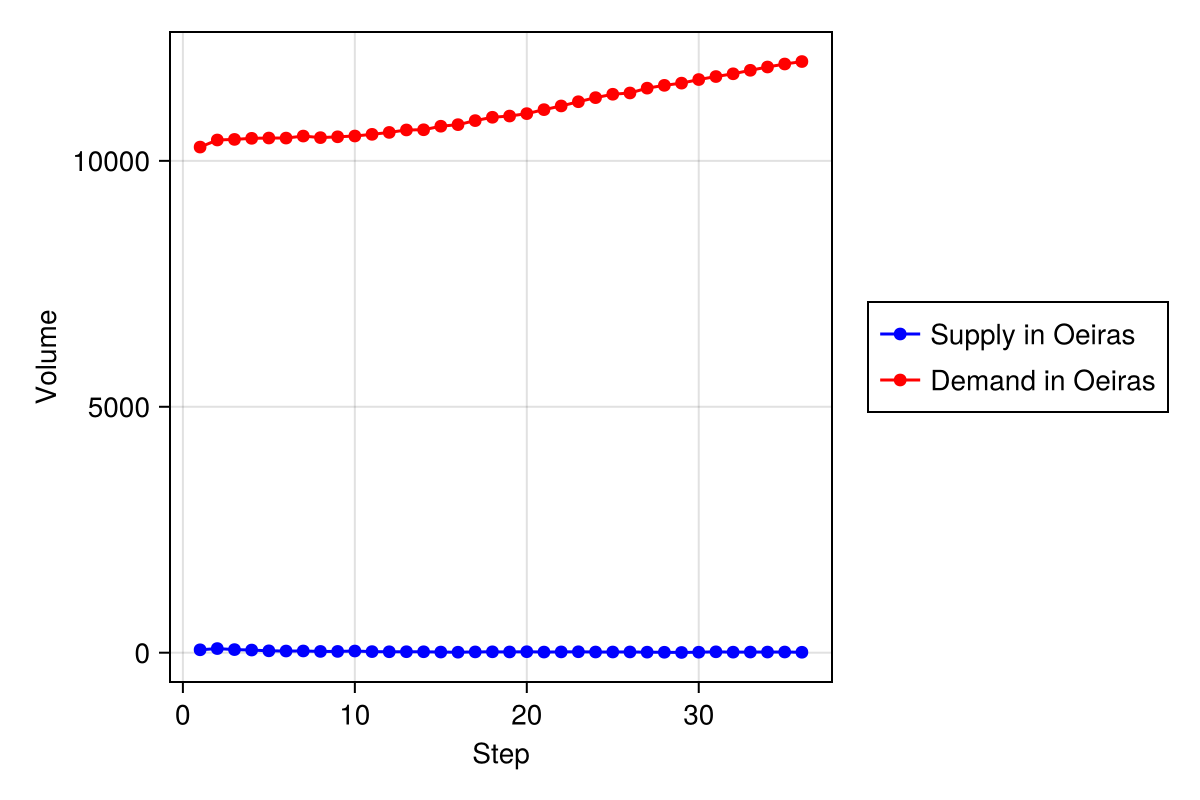 10000
5000
0
Volume
0 10 20 30
Step
Supply in Oeiras
Demand in Oeiras